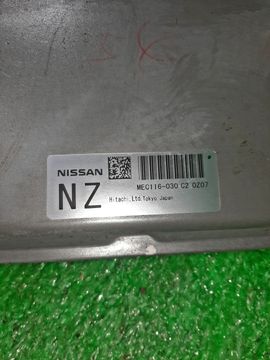 NISSAN
MEC116-030 C2 0Z07
NZ
Hitachi,Ltd.Tokyo Japan